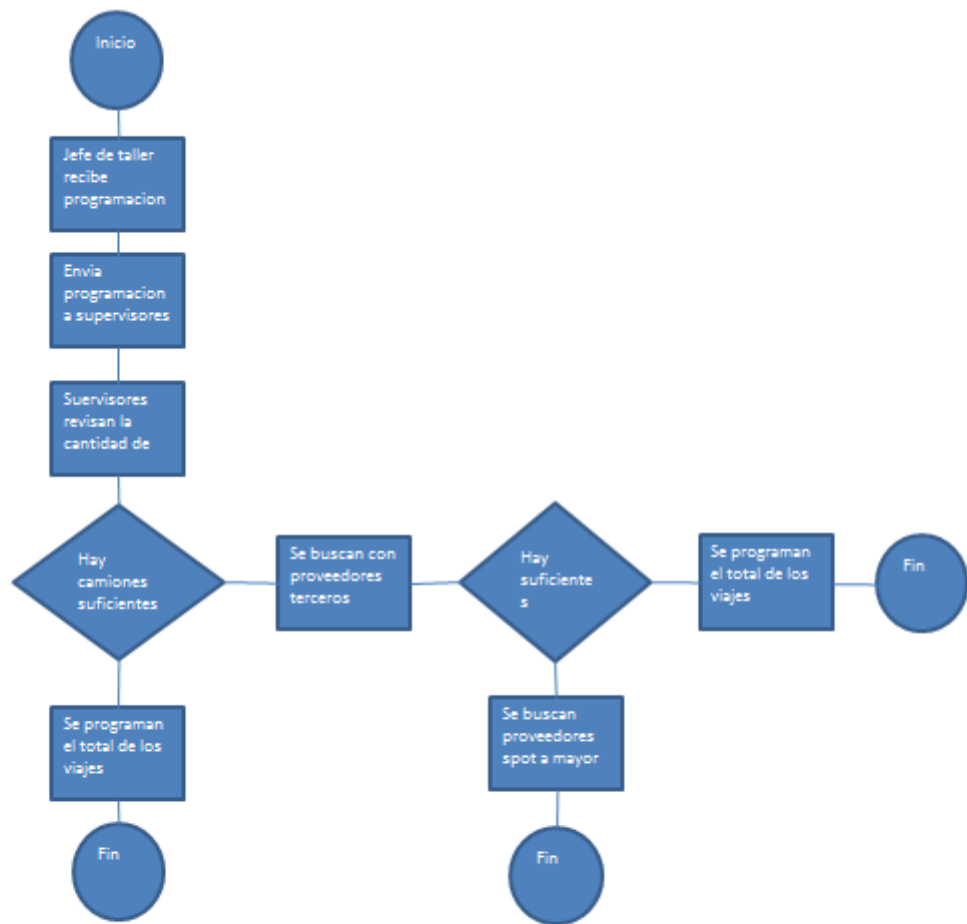 Inicio
Jefe de taller
recibe
programacion
Envia
programacion
a supervisores
Suervisores
revisan la
cantidad de
Hay
camiones
suficientes
Se buscan con
proveedores
terceros
Hay
suficiente
s
Se programan
el total de los
viajes
Fin
Se programan
el total de los
viajes
Fin
Se buscan
proveedores
spot a mayor
Fin